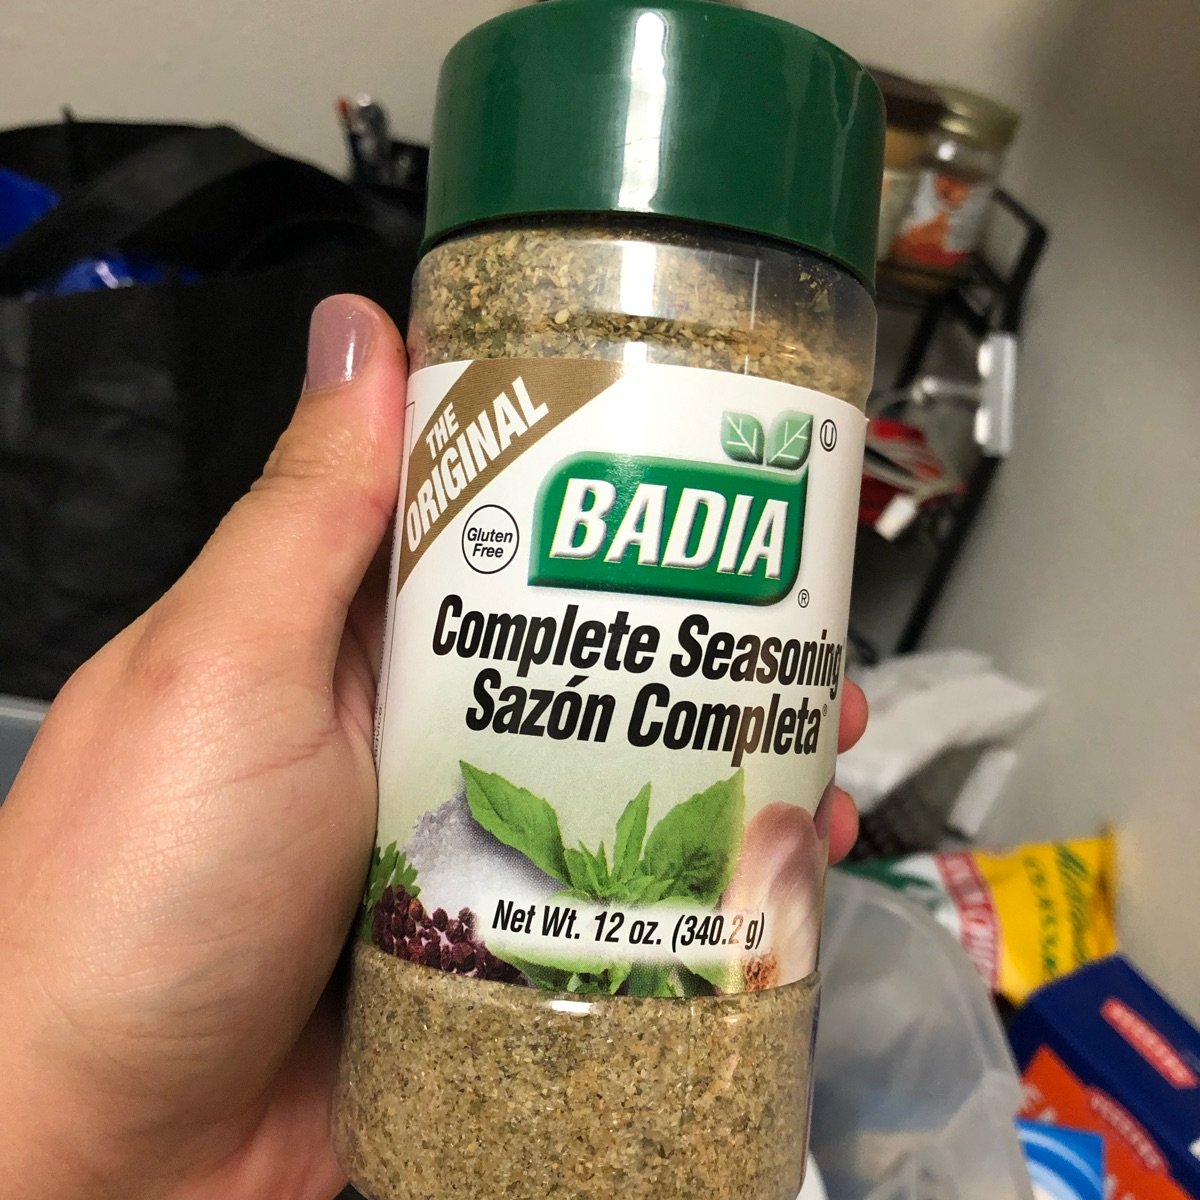 THE
ORIGINAL
U
BADIA
®
Gluten
Free
Complete Seasoning
Sazón Completa®
Net Wt. 12 oz. (340.2 g)